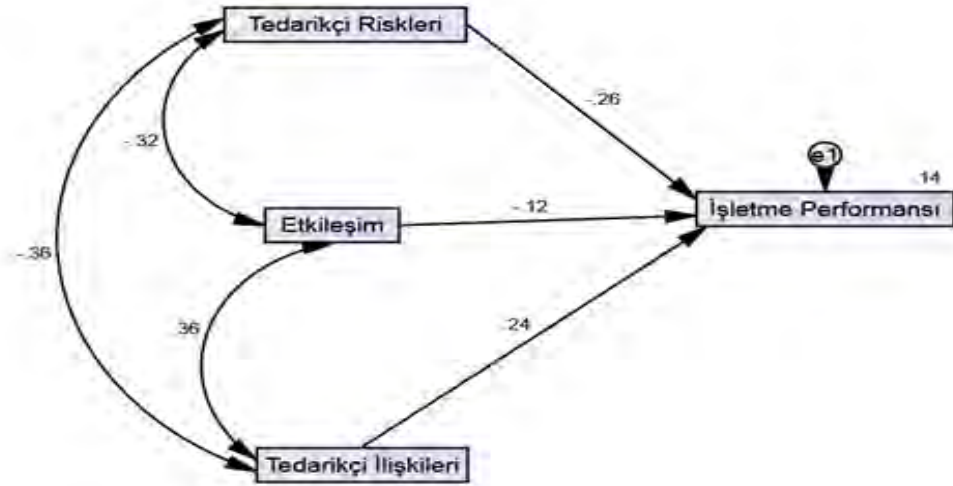 Tedarikçi Riskleri
-.26
-.32
e1
.14
İşletme Performansı
-.12
Etkileşim
-.36
.36
.24
Tedarikçi İlişkileri